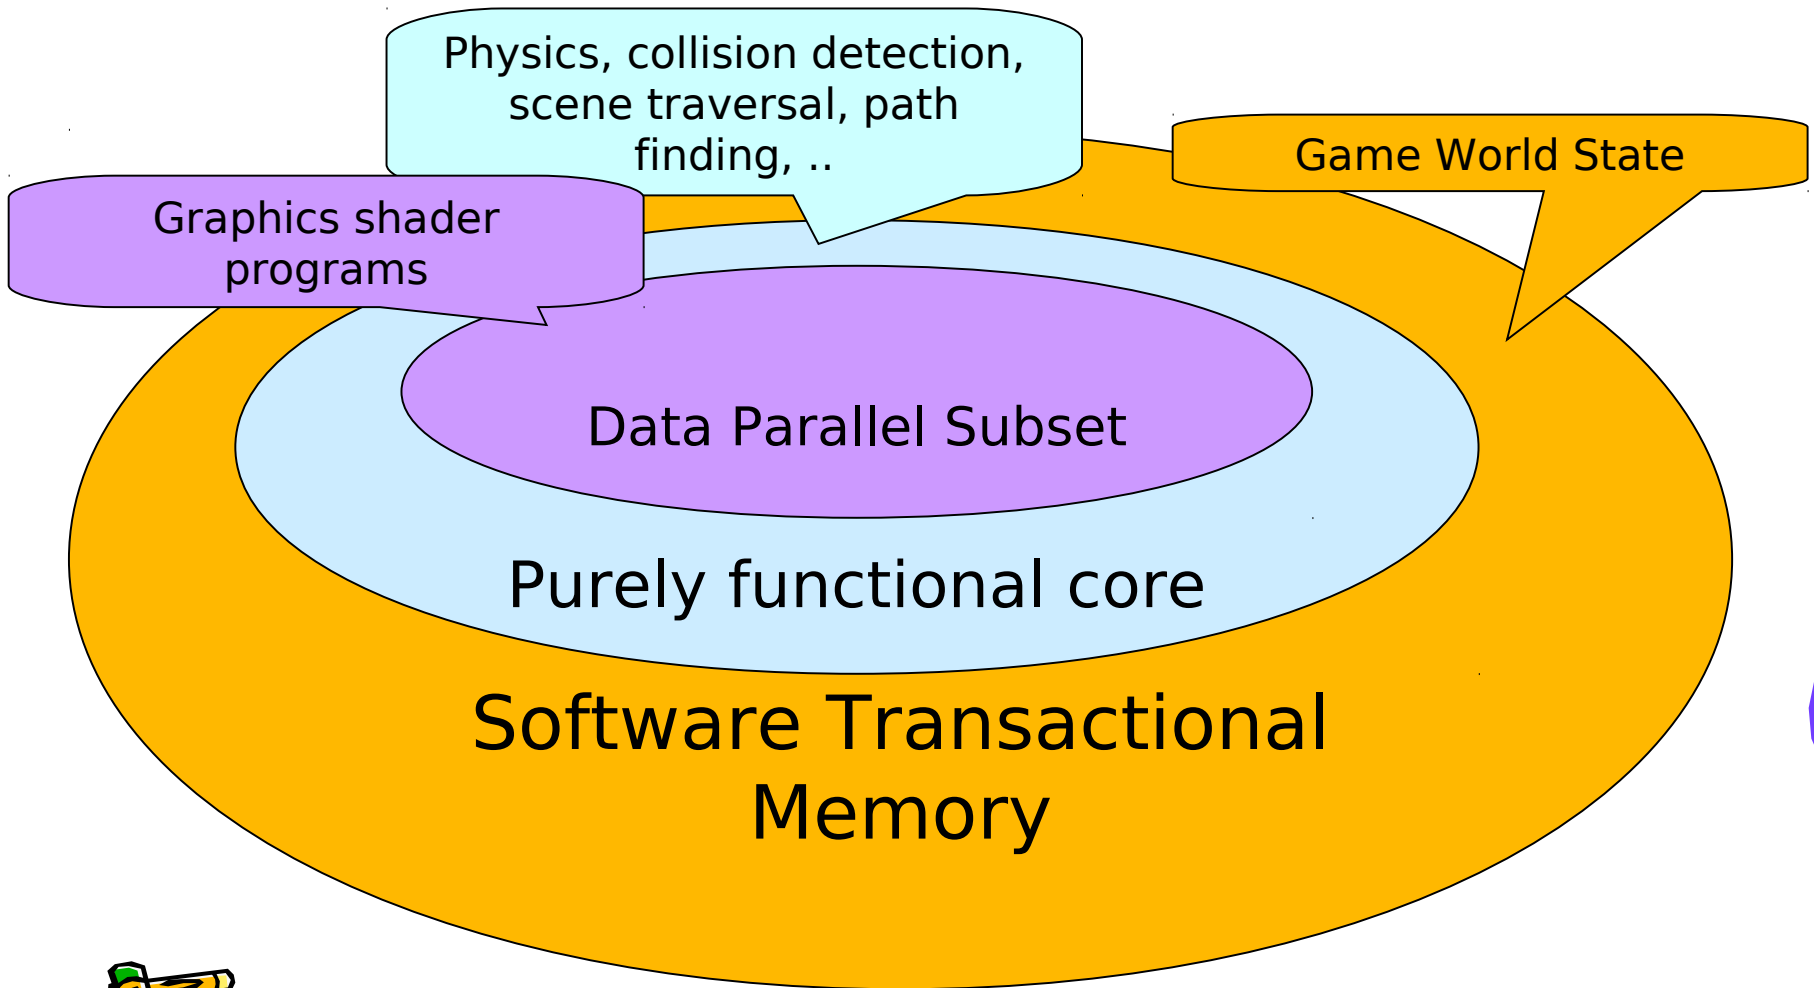 Physics, collision detection,
scene traversal, path
finding, ..
Game World State
Graphics shader
programs
Data Parallel Subset
Purely functional core
Software Transactional
Memory